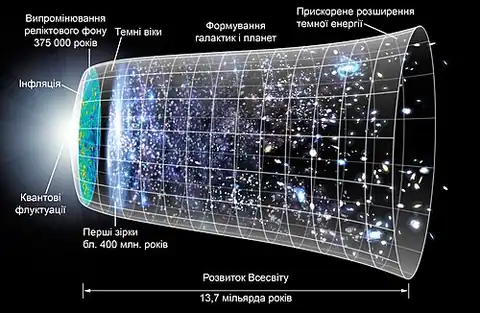 Випромінювання
реліктового фону
375 000 років
Темні віки
Формування
галактик і планет
Прискорене розширення
темної енергії
Інфляція
Квантові
флуктуації
Перші зірки
бл. 400 млн. років
Розвиток Всесвіту
13,7 мільярда років